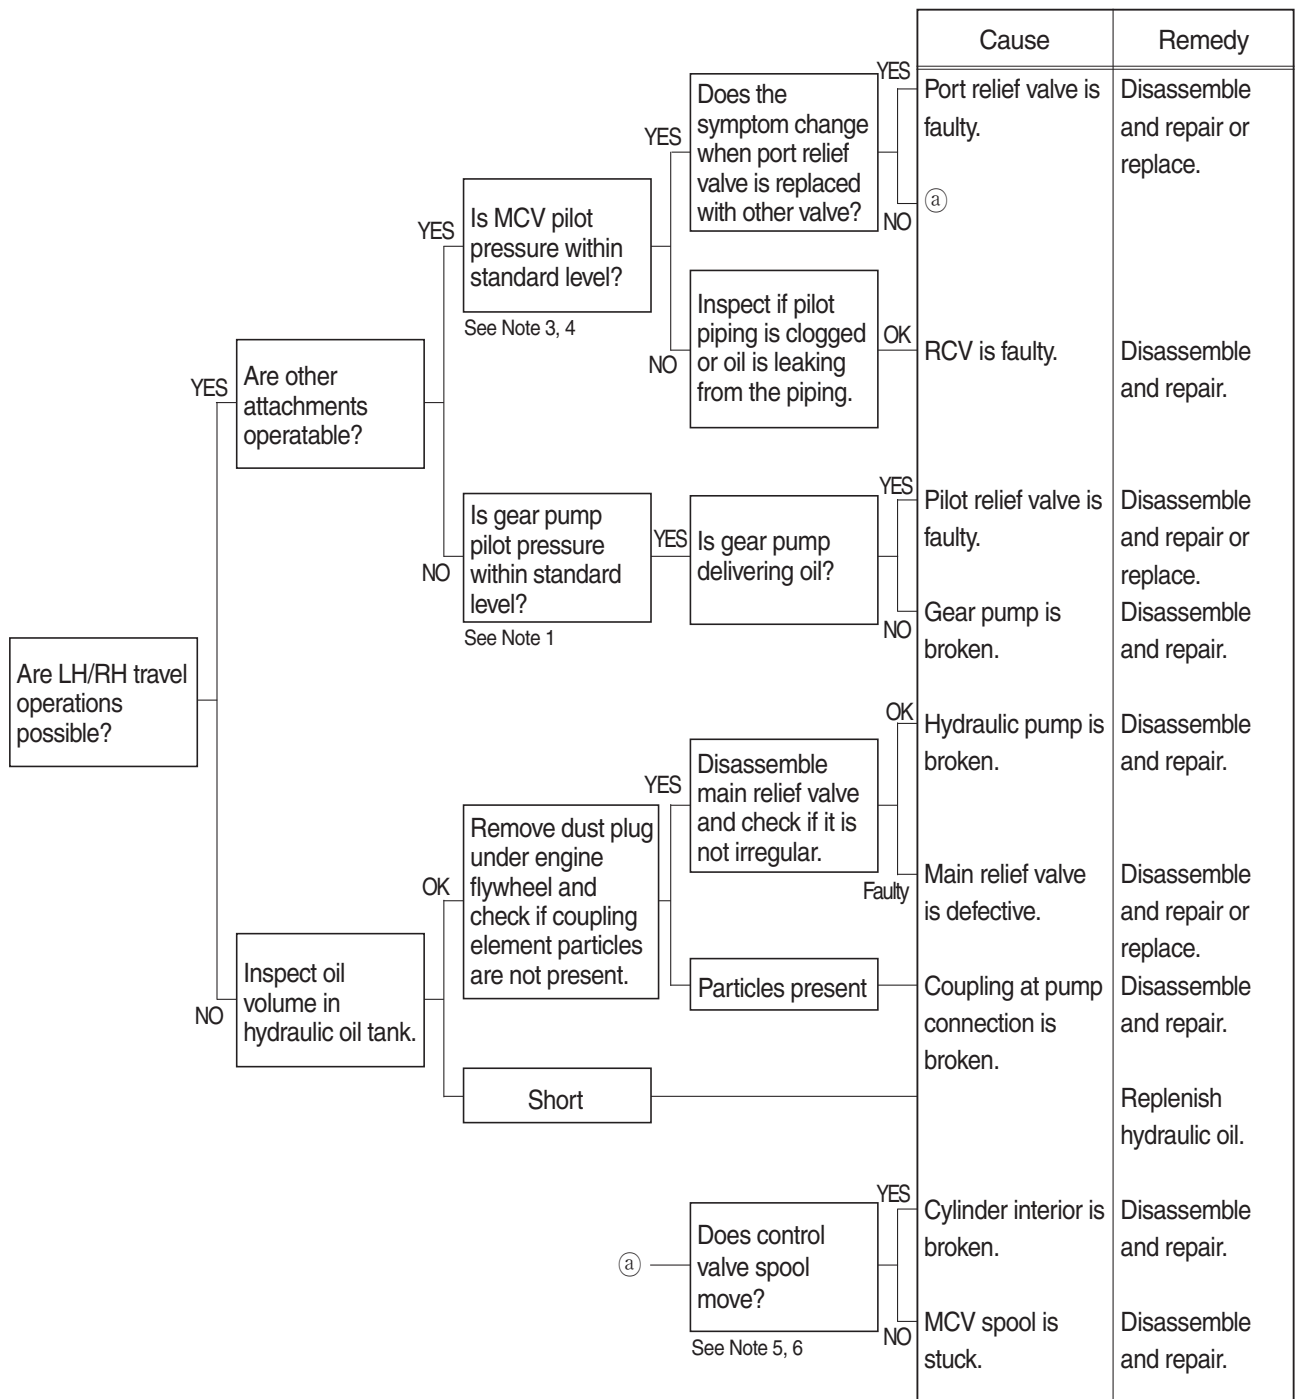 Cause
Remedy
YES
Does the
symptom change
when port relief
valve is replaced
with other valve?
Port relief valve is
faulty.
Disassemble
and repair or
replace.
YES
NO
ⓐ
YES
Is MCV pilot
pressure within
standard level?
See Note 3, 4
Inspect if pilot
piping is clogged
or oil is leaking
from the piping.
OK
RCV is faulty.
Disassemble
and repair.
NO
YES
Are other
attachments
operatable?
Is gear pump
pilot pressure
within standard
level?
See Note 1
NO
YES
Is gear pump
delivering oil?
YES
Pilot relief valve is
faulty.
Disassemble
and repair or
replace.
NO
Gear pump is
broken.
Disassemble
and repair.
Are LH/RH travel
operations
possible?
OK
Hydraulic pump is
broken.
Disassemble
and repair.
YES
Disassemble
main relief valve
and check if it is
not irregular.
Remove dust plug
under engine
flywheel and
check if coupling
element particles
are not present.
OK
Faulty
Main relief valve
is defective.
Disassemble
and repair or
replace.
NO
Inspect oil
volume in
hydraulic oil tank.
Particles present
Coupling at pump
connection is
broken.
Disassemble
and repair.
Short
Replenish
hydraulic oil.
ⓐ
Does control
valve spool
move?
See Note 5, 6
YES
Cylinder interior is
broken.
Disassemble
and repair.
NO
MCV spool is
stuck.
Disassemble
and repair.